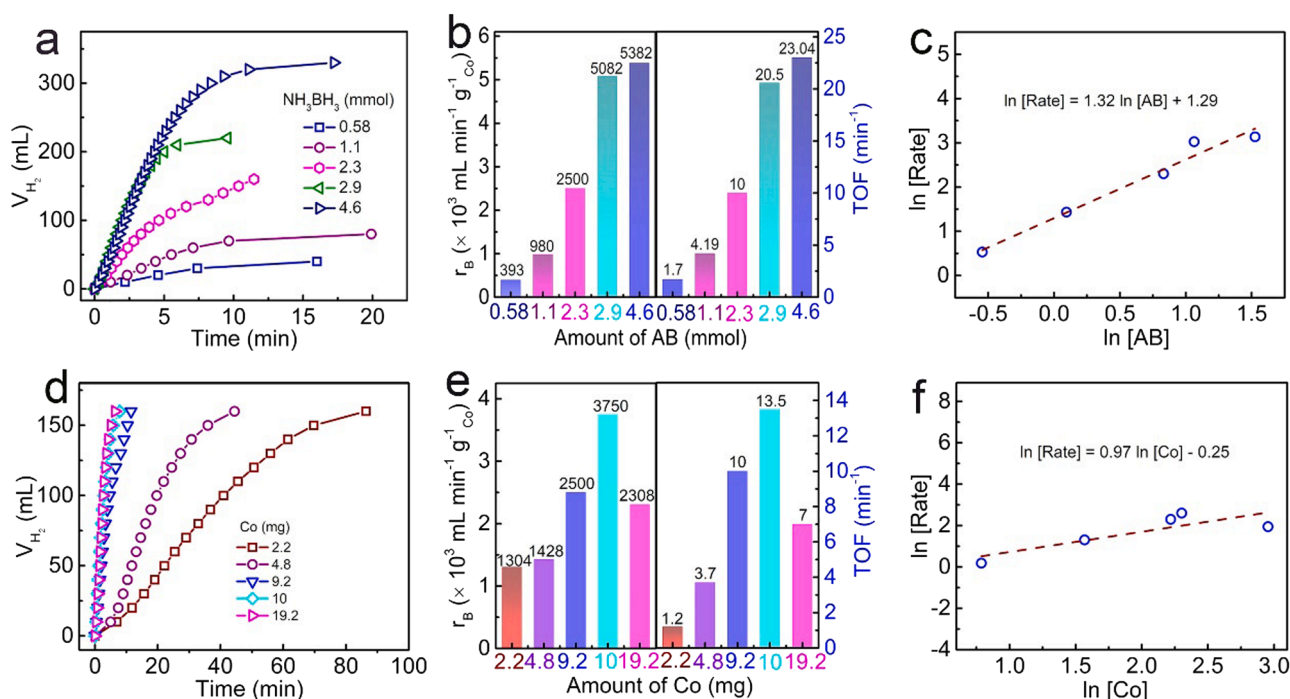 a
V_H₂ (mL)
300
200
100
0
NH₃BH₃ (mmol)
0.58
1.1
2.3
2.9
4.6
0 5 10 15 20
Time (min)
b
r_B (× 10³ mL min⁻¹ g⁻¹ Co)
6
5
4
3
2
1
0
393
980
2500
5082
5382
1.7
4.19
10
20.5
23.04
25
20
15
10
5
0
TOF (min⁻¹)
0.58 1.1 2.3 2.9 4.6 0.58 1.1 2.3 2.9 4.6
Amount of AB (mmol)
c
ln [Rate]
5
4
3
2
1
0
ln [Rate] = 1.32 ln [AB] + 1.29
-0.5 0.0 0.5 1.0 1.5
ln [AB]
d
V_H₂ (mL)
150
100
50
0
Co (mg)
2.2
4.8
9.2
10
19.2
0 20 40 60 80 100
Time (min)
e
r_B (× 10³ mL min⁻¹ g⁻¹ Co)
4
3
2
1
0
1304
1428
2500
3750
2308
1.2
3.7
10
13.5
7
14
12
10
8
6
4
2
0
TOF (min⁻¹)
2.2 4.8 9.2 10 19.2 2.2 4.8 9.2 10 19.2
Amount of Co (mg)
f
ln [Rate]
8
6
4
2
0
-2
-4
ln [Rate] = 0.97 ln [Co] - 0.25
1.0 1.5 2.0 2.5 3.0
ln [Co]